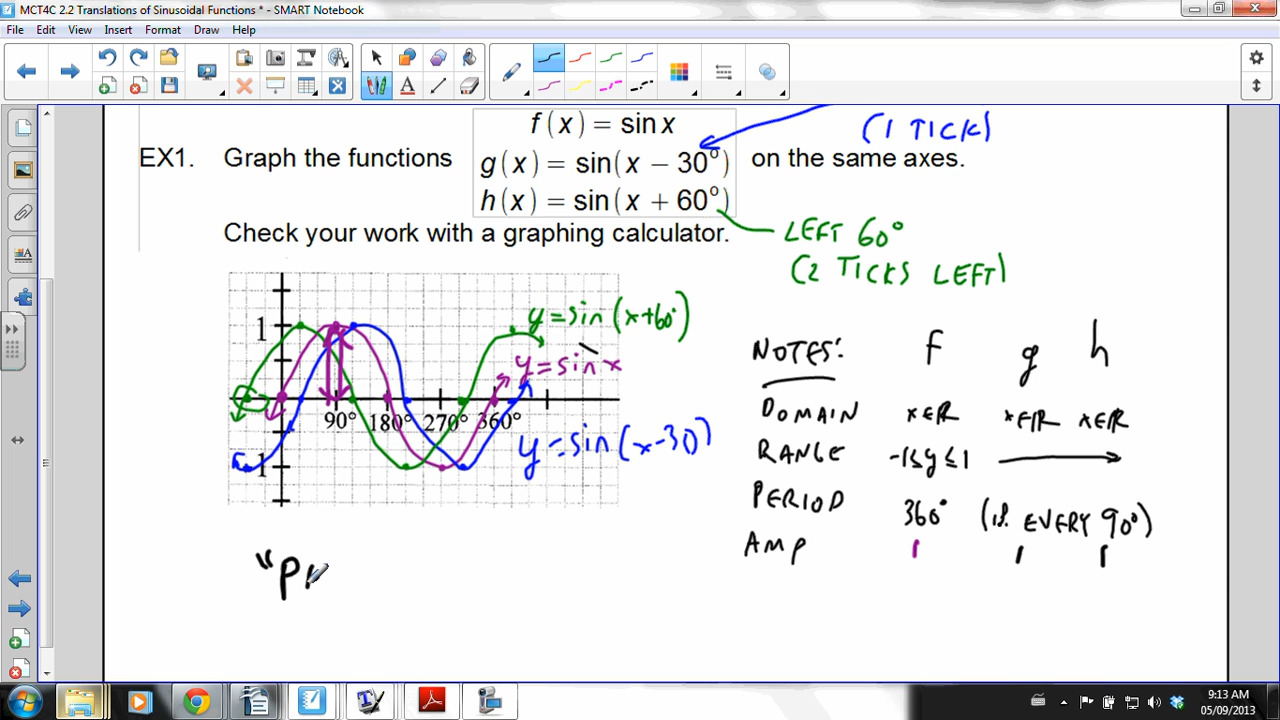 MCT4C 2.2 Translations of Sinusoidal Functions * - SMART Notebook
File Edit View Insert Format Draw Help
f(x) = sin x
(1 TICK)
EX1. Graph the functions g(x) = sin(x − 30°) on the same axes.
h(x) = sin(x + 60°)
Check your work with a graphing calculator.
LEFT 60°
(2 TICKS LEFT)
y=sin(x+60°)
1
y=sin x
90° 180° 270° 360°
y=sin(x-30)
-1
NOTES: f g h
DOMAIN x∈R x∈R x∈R
RANGE -1≤y≤1
PERIOD 360° (is EVERY 90°)
AMP 1 1 1
"Pr
9:13 AM
05/09/2013